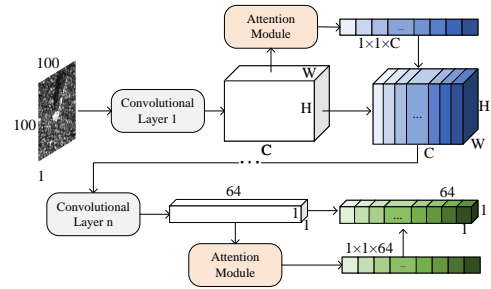 Attention
Module
...
1×1×C
100
W
100
Convolutional
Layer 1
H
...
H
W
C
C
1
...
64
64
Convolutional
Layer n
1
1
...
1
1
Attention
Module
1×1×64
...